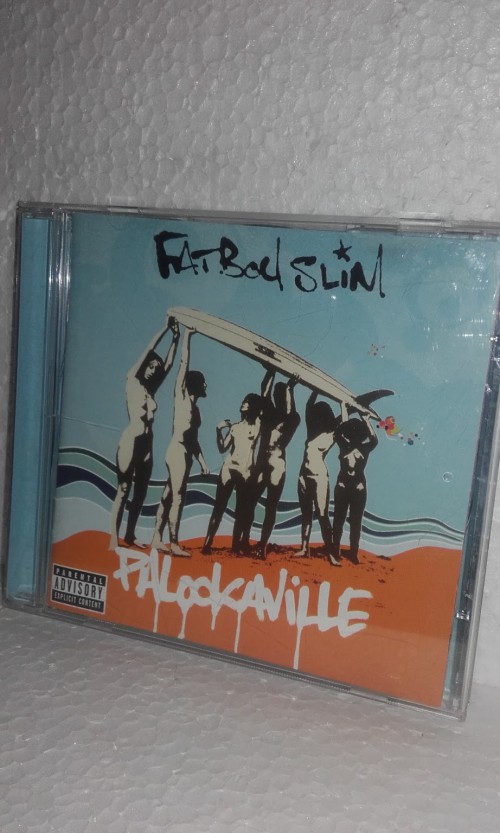 FATBOY SLIM
PALOOKAVILLE
PARENTAL
ADVISORY
EXPLICIT CONTENT